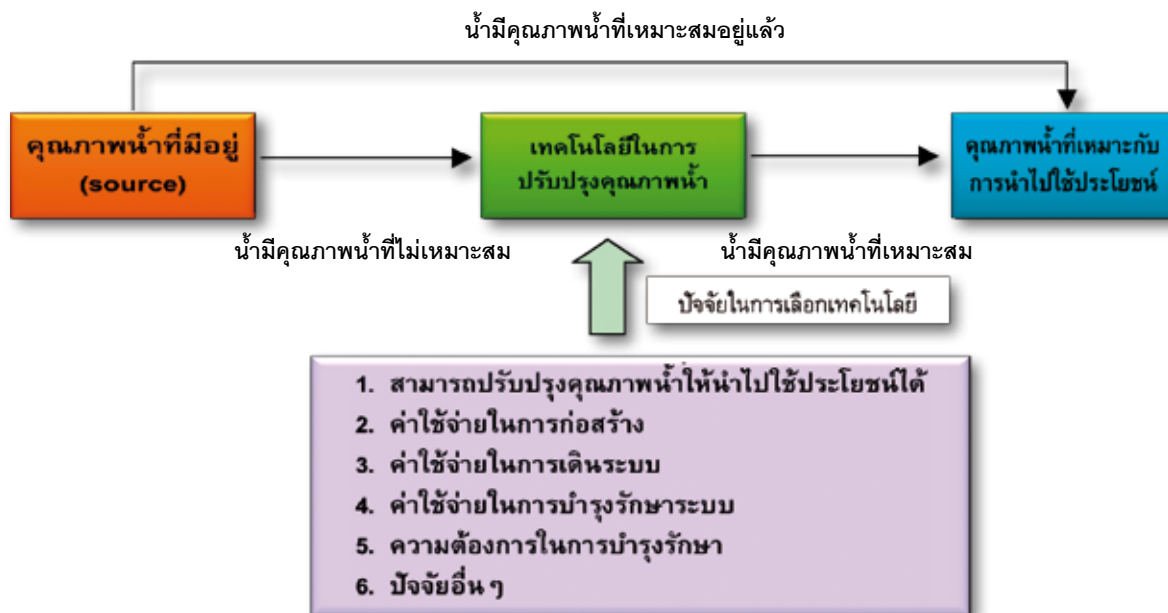 น้ำมีคุณภาพน้ำที่เหมาะสมอยู่แล้ว
คุณภาพน้ำที่มีอยู่
(source)
เทคโนโลยีในการ
ปรับปรุงคุณภาพน้ำ
คุณภาพน้ำที่เหมาะกับ
การนำไปใช้ประโยชน์
น้ำมีคุณภาพน้ำที่ไม่เหมาะสม
น้ำมีคุณภาพน้ำที่เหมาะสม
ปัจจัยในการเลือกเทคโนโลยี
1. สามารถปรับปรุงคุณภาพน้ำให้นำไปใช้ประโยชน์ได้
2. ค่าใช้จ่ายในการก่อสร้าง
3. ค่าใช้จ่ายในการเดินระบบ
4. ค่าใช้จ่ายในการบำรุงรักษาระบบ
5. ความต้องการในการบำรุงรักษา
6. ปัจจัยอื่น ๆ